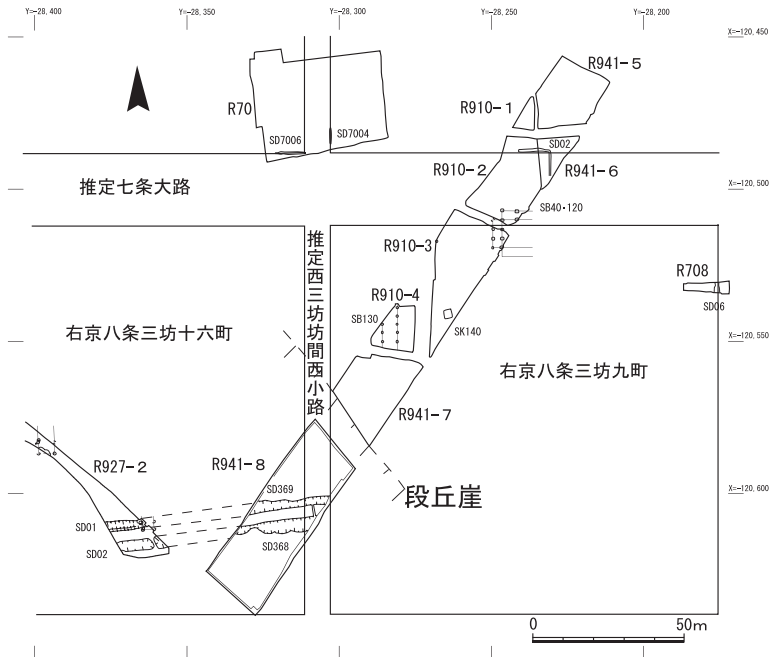 Y=-28,400
Y=-28,350
Y=-28,300
Y=-28,250
Y=-28,200
X=-120,450
R941-5
R910-1
R70
SD7006
SD7004
SD02
R910-2
R941-6
X=-120,500
推定七条大路
SB40・120
R910-3
推定西三坊坊間西小路
R708
SD06
R910-4
SB130
SK140
右京八条三坊十六町
X=-120,550
右京八条三坊九町
R941-7
R927-2
R941-8
SD369
段丘崖
X=-120,600
SD01
SD02
SD368
0
50m